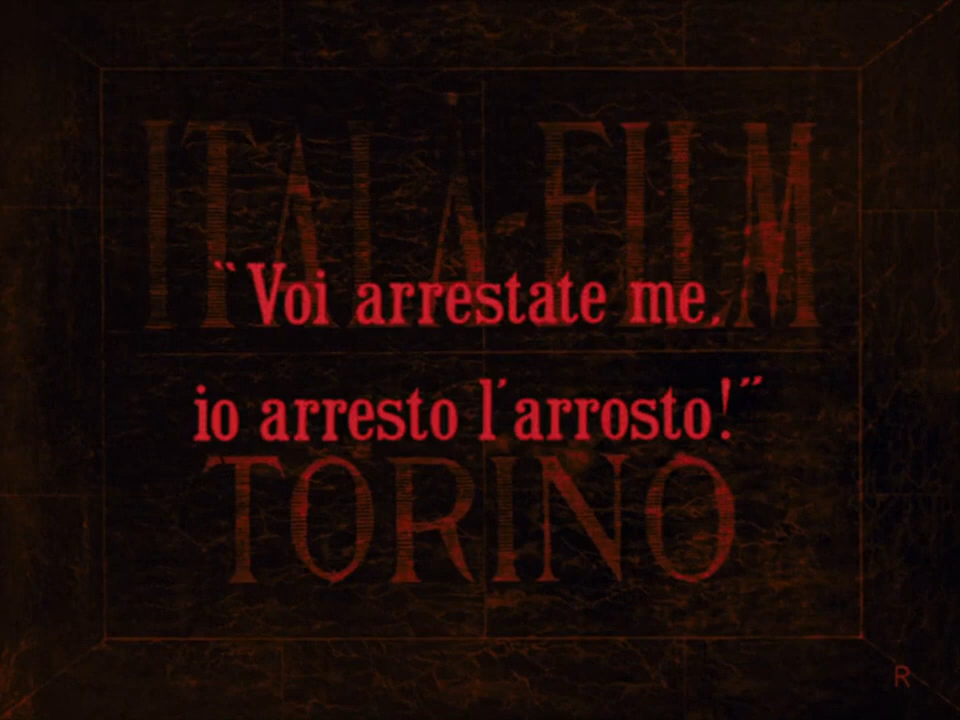 ITALA-FILM
“Voi arrestate me,
io arresto l'arrosto!”
TORINO
R